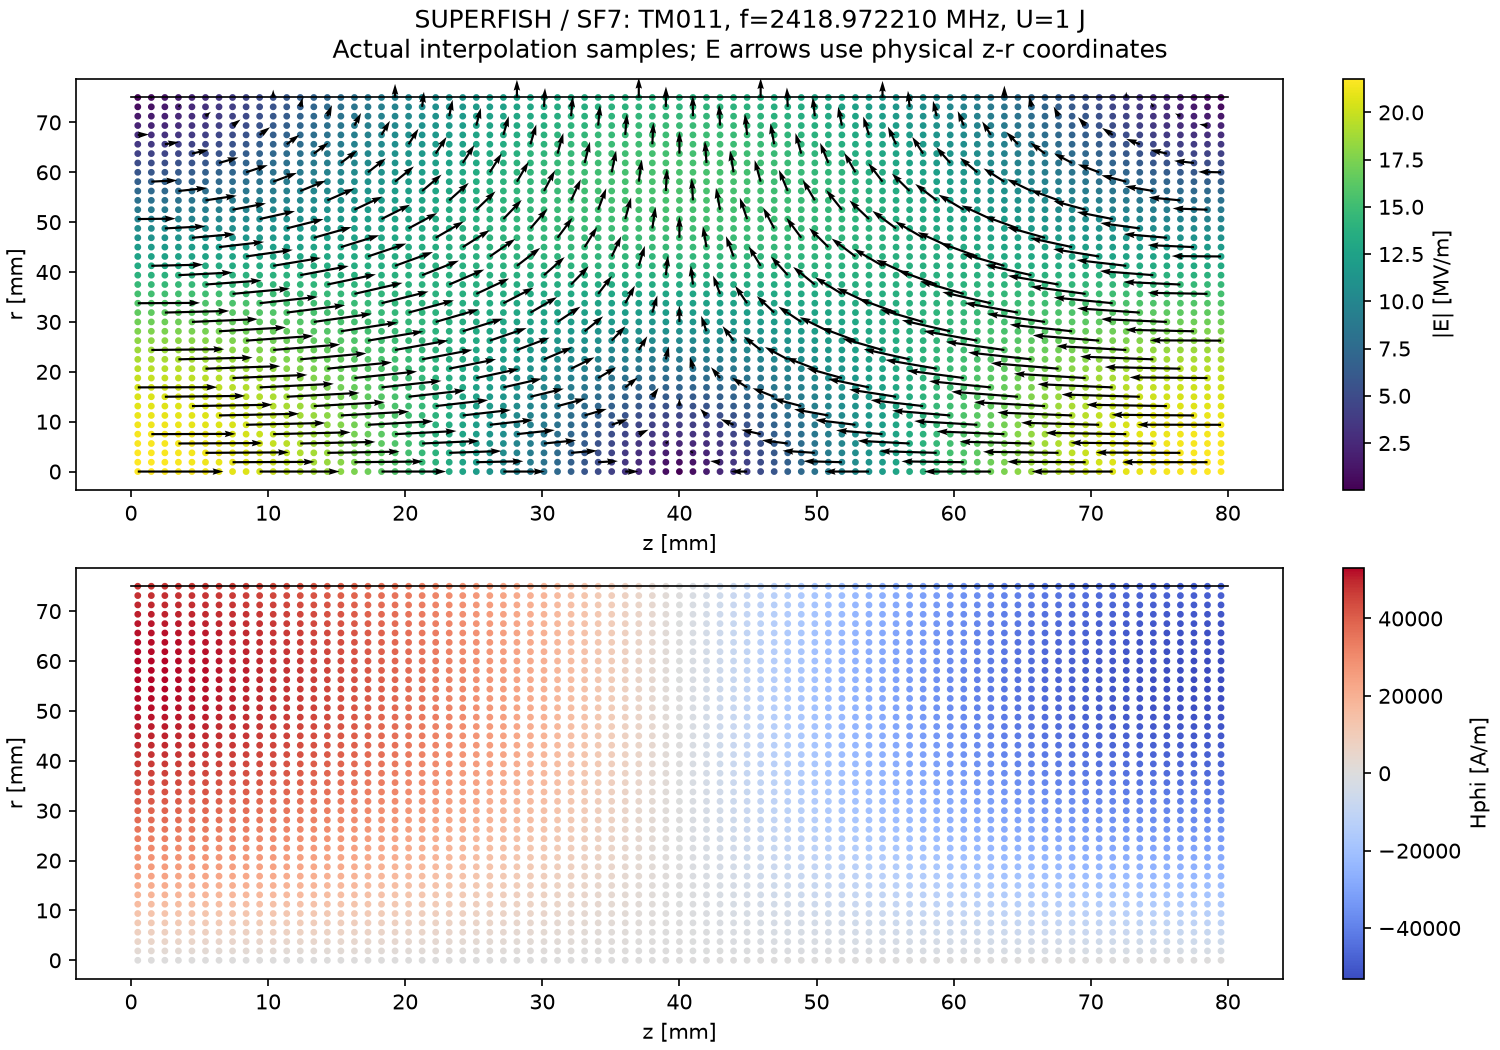 SUPERFISH / SF7: TM011, f=2418.972210 MHz, U=1 J
Actual interpolation samples; E arrows use physical z-r coordinates
r [mm]
70
60
50
40
30
20
10
0
0 10 20 30 40 50 60 70 80
z [mm]
20.0
17.5
15.0
12.5
10.0
7.5
5.0
2.5
|E| [MV/m]
r [mm]
70
60
50
40
30
20
10
0
0 10 20 30 40 50 60 70 80
z [mm]
40000
20000
0
−20000
−40000
Hphi [A/m]